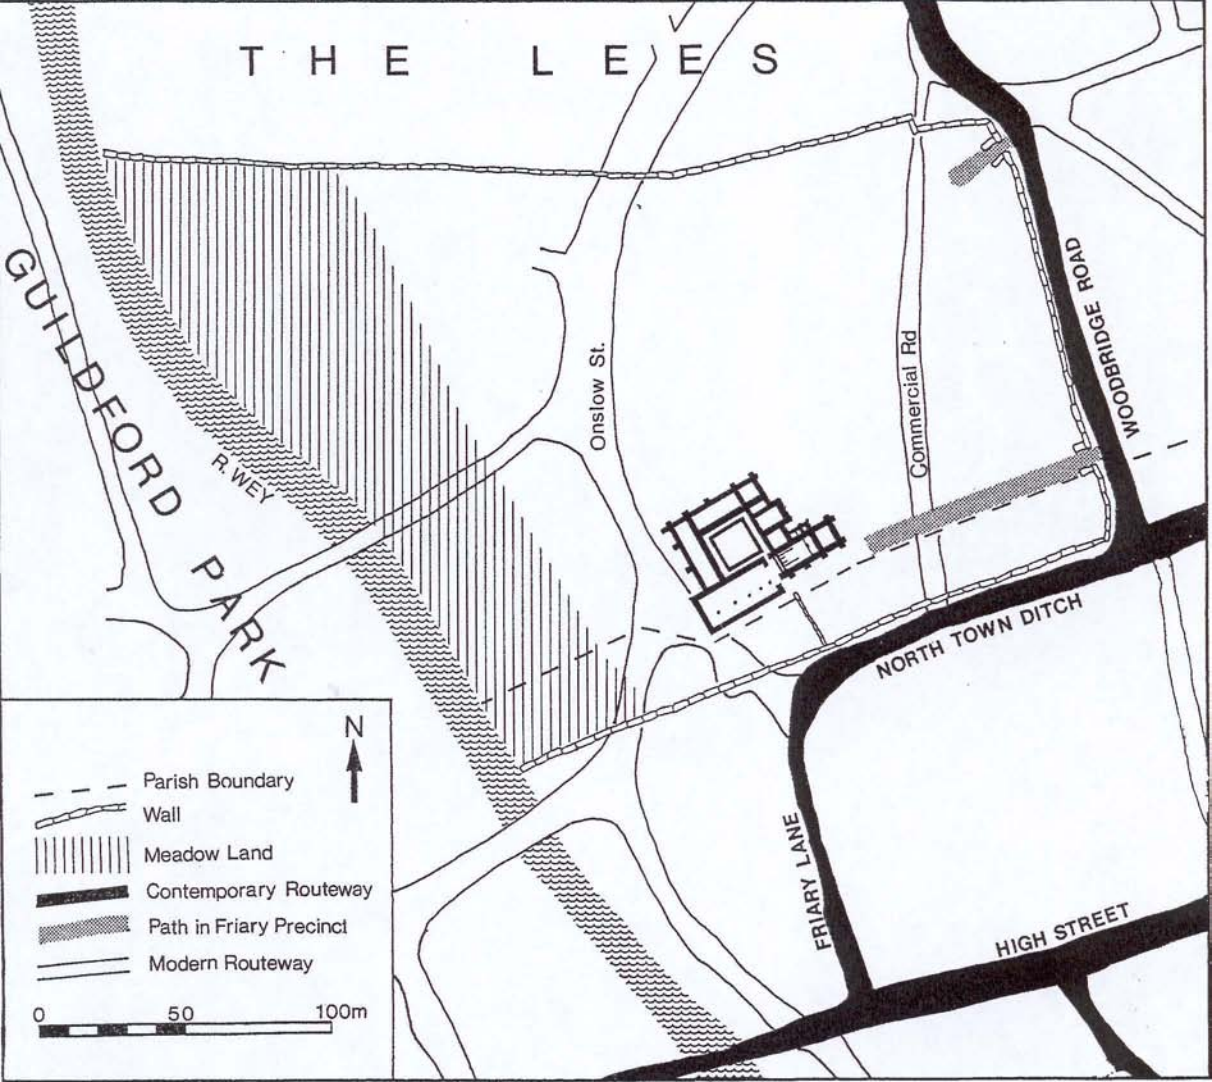 THE LEES
GUILDFORD PARK
R. WEY
Onslow St.
Commercial Rd
WOODBRIDGE ROAD
NORTH TOWN DITCH
FRIARY LANE
HIGH STREET
N
Parish Boundary
Wall
Meadow Land
Contemporary Routeway
Path in Friary Precinct
Modern Routeway
0 50 100m